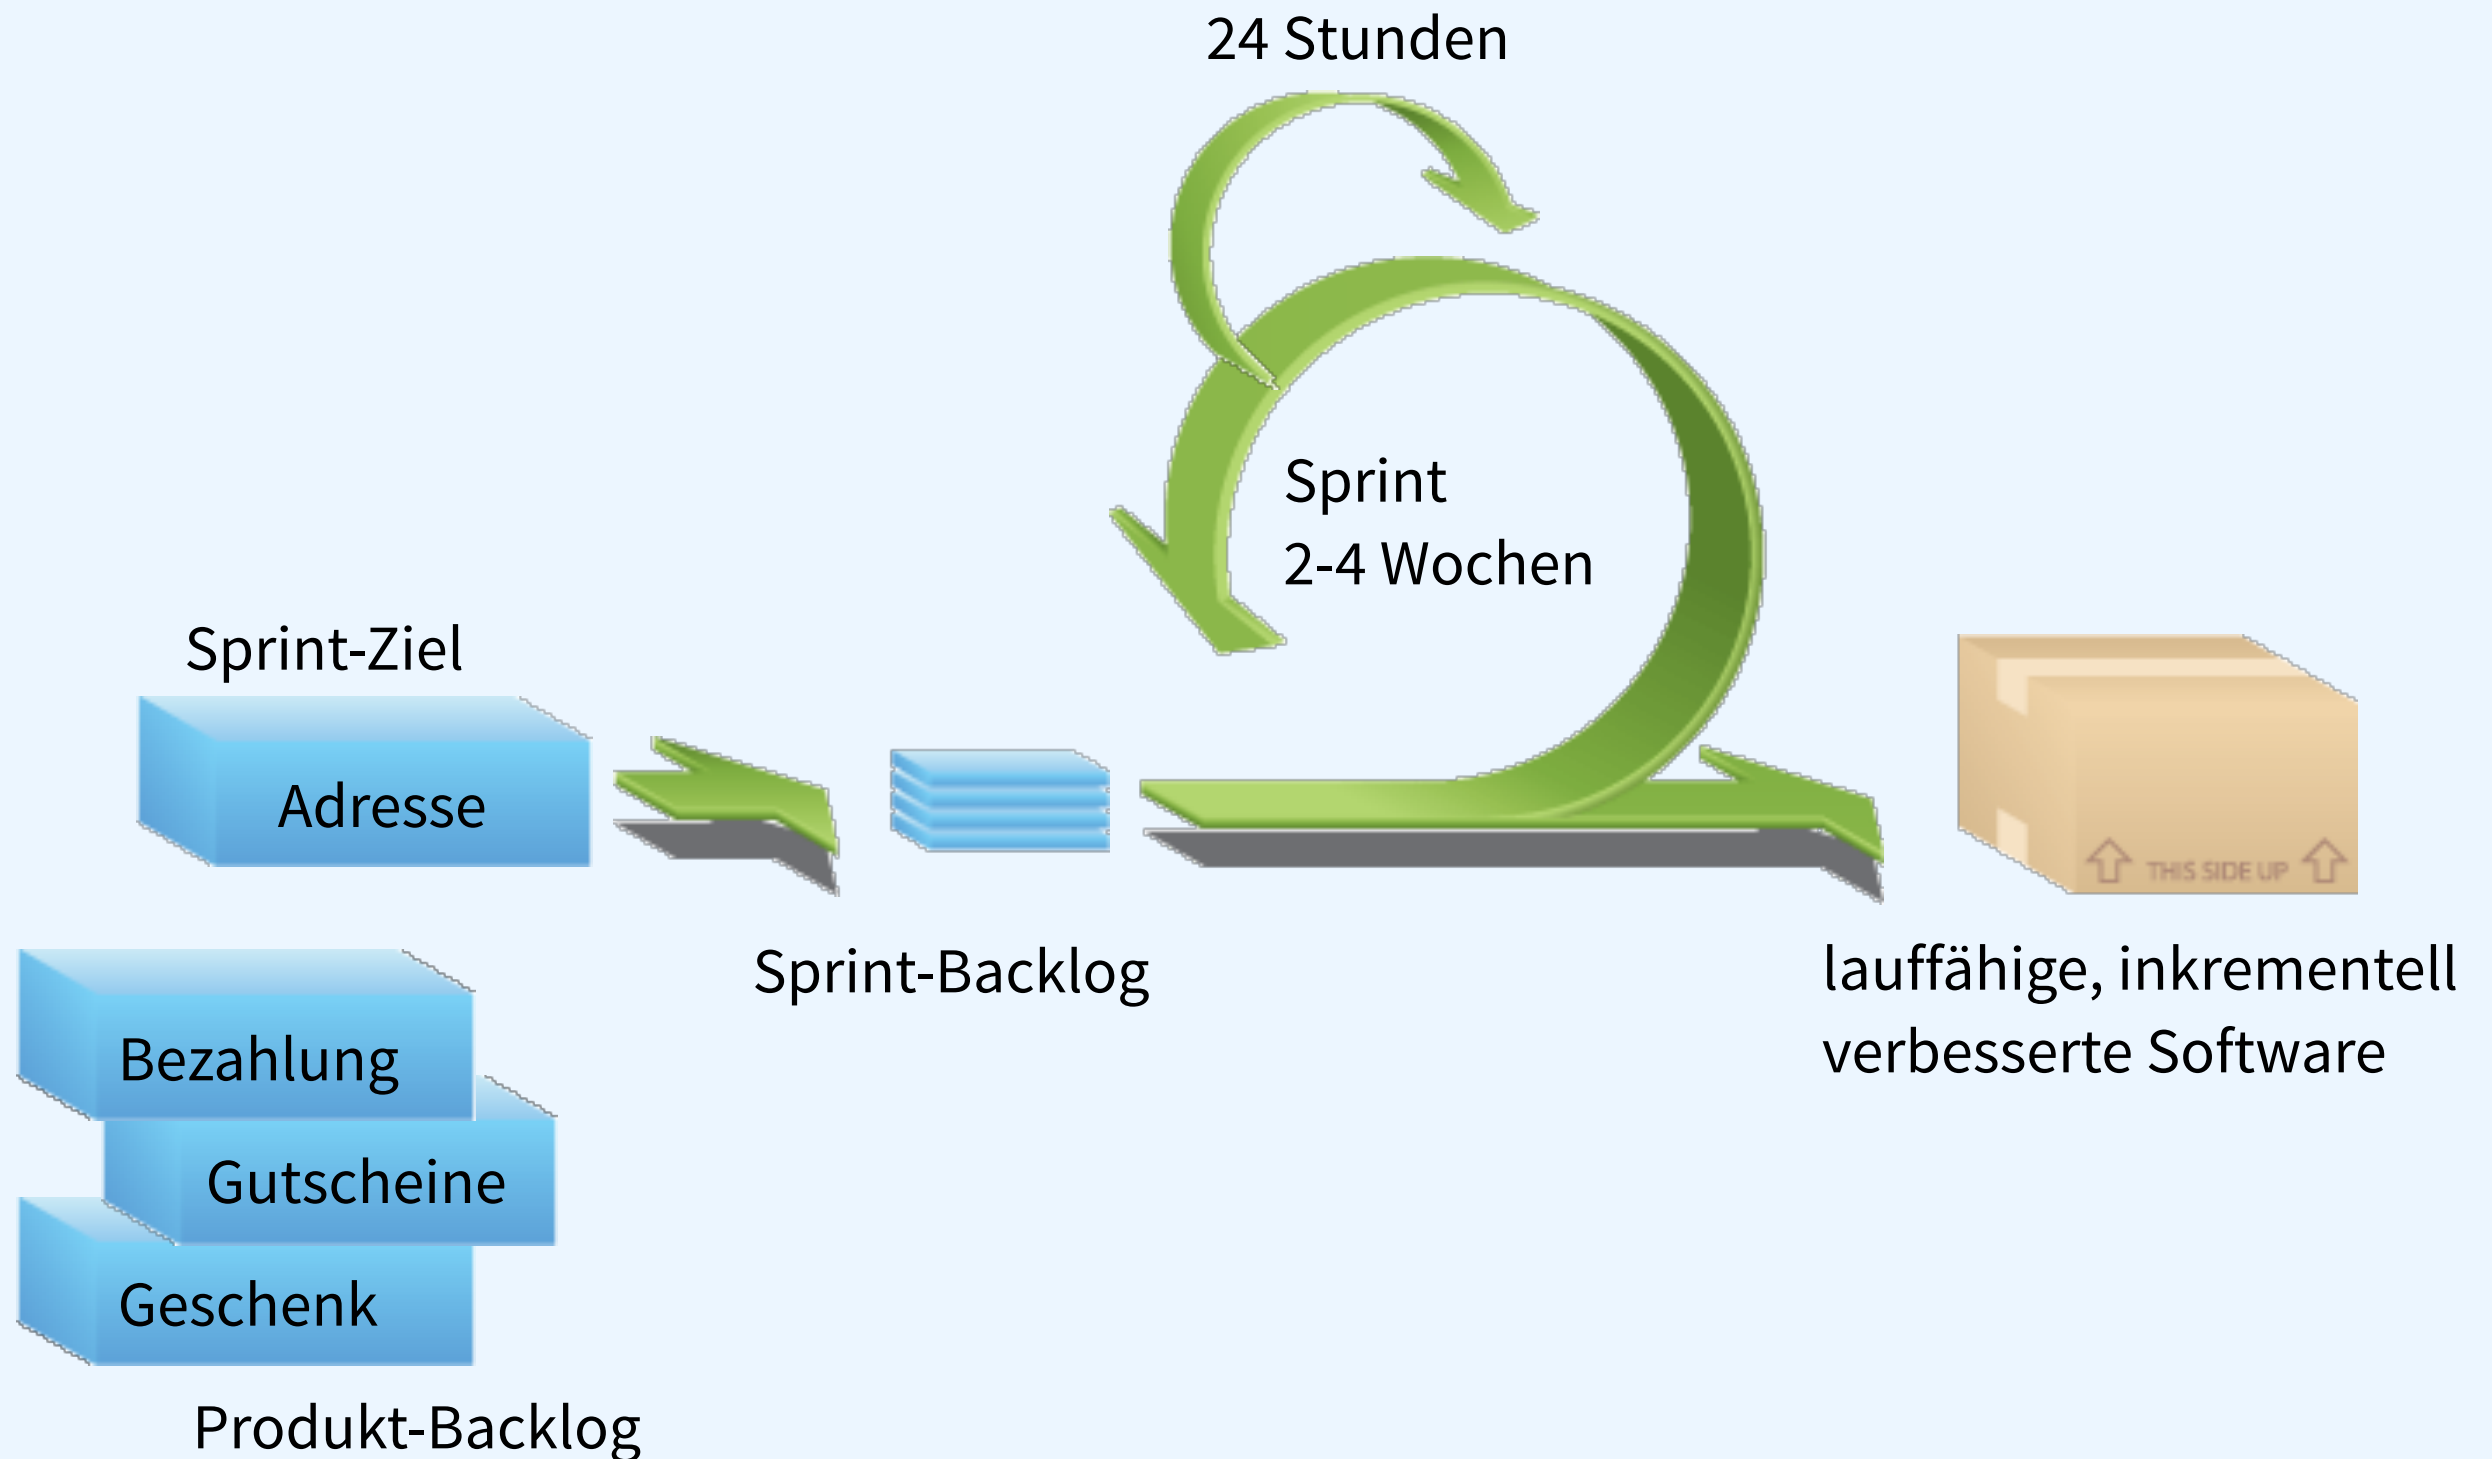 24 Stunden
Sprint
2-4 Wochen
Sprint-Ziel
Adresse
Sprint-Backlog
THIS SIDE UP
lauffähige, inkrementell
verbesserte Software
Bezahlung
Gutscheine
Geschenk
Produkt-Backlog